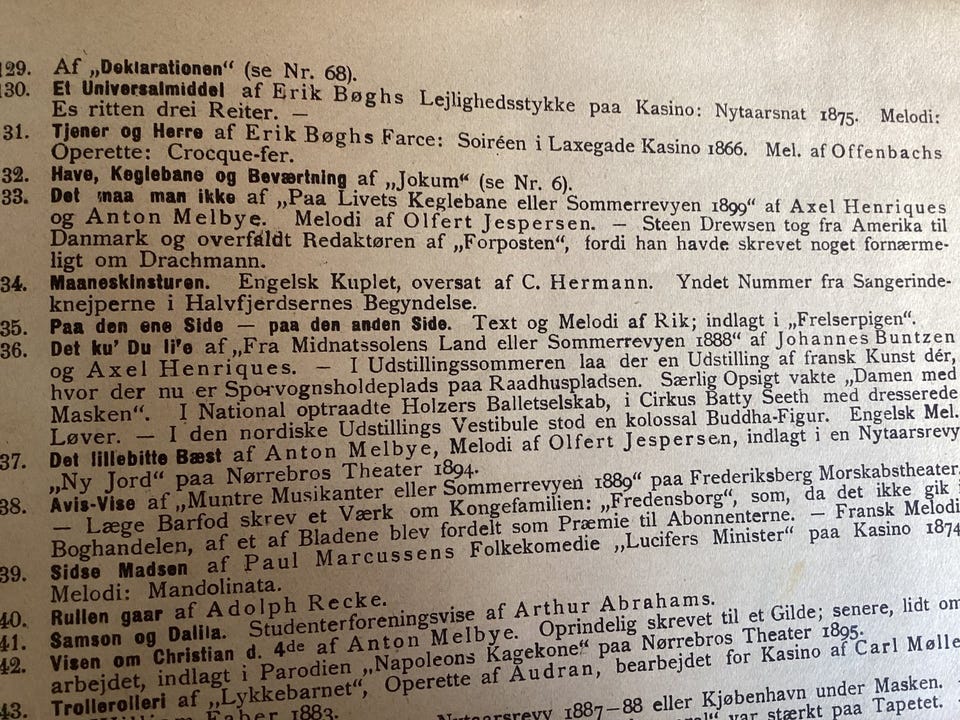 129. Af „Deklarationen“ (se Nr. 68).
130. Et Universalmiddel af Erik Bøghs Lejlighedsstykke paa Kasino: Nytaarsnat 1875. Melodi:
Es ritten drei Reiter. —
31. Tjener og Herre af Erik Bøghs Farce: Soiréen i Laxegade Kasino 1866. Mel. af Offenbachs
Operette: Crocque-fer.
32. Have, Keglebane og Beværtning af „Jokum“ (se Nr. 6).
33. Det maa man ikke af „Paa Livets Keglebane eller Sommerrevyen 1899“ af Axel Henriques
og Anton Melbye. Melodi af Olfert Jespersen. — Steen Drewsen tog fra Amerika til
Danmark og overfaldt Redaktøren af „Forposten“, fordi han havde skrevet noget fornærme-
ligt om Drachmann.
34. Maaneskinsturen. Engelsk Kuplet, oversat af C. Hermann. Yndet Nummer fra Sangerinde-
knejperne i Halvfjerdsernes Begyndelse.
35. Paa den ene Side — paa den anden Side. Text og Melodi af Rik; indlagt i „Frelserpigen“.
36. Det ku' Du li'e af „Fra Midnatssolens Land eller Sommerrevyen 1888“ af Johannes Buntzen
og Axel Henriques. — I Udstillingssommeren laa der en Udstilling af fransk Kunst dér,
hvor der nu er Sporvognsholdeplads paa Raadhuspladsen. Særlig Opsigt vakte „Damen med
Masken“. I National optraadte Holzers Balletselskab, i Cirkus Batty Seeth med dresserede
Løver. — I den nordiske Udstillings Vestibule stod en kolossal Buddha-Figur. Engelsk Mel.
37. Det lillebitte Bæst af Anton Melbye, Melodi af Olfert Jespersen, indlagt i en Nytaarsrevy
„Ny Jord“ paa Nørrebros Theater 1894.
38. Avis-Vise af „Muntre Musikanter eller Sommerrevyen 1889“ paa Frederiksberg Morskabstheater.
— Læge Barfod skrev et Værk om Kongefamilien: „Fredensborg“, som, da det ikke gik i
Boghandelen, af et af Bladene blev fordelt som Præmie til Abonnenterne. — Fransk Melodi
39. Sidse Madsen af Paul Marcussens Folkekomedie „Lucifers Minister“ paa Kasino 1874
Melodi: Mandolinata.
40. Rullen gaar af Adolph Recke.
41. Samson og Dalila. Studenterforeningsvise af Arthur Abrahams.
42. Visen om Christian d. 4de af Anton Melbye. Oprindelig skrevet til et Gilde; senere, lidt om
arbejdet, indlagt i Parodien „Napoleons Kagekone“ paa Nørrebros Theater 1895.
43. Trollerolleri af „Lykkebarnet“, Operette af Audran, bearbejdet for Kasino af Carl Mølle
William Faber 1883.
Nytaarsrevy 1887—88 eller Kjøbenhavn under Masken. —
var stærkt paa Tapetet.